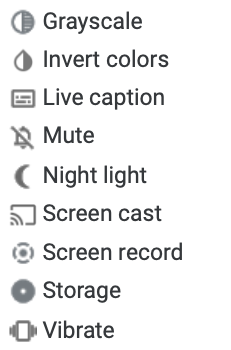 Grayscale
Invert colors
Live caption
Mute
Night light
Screen cast
Screen record
Storage
Vibrate